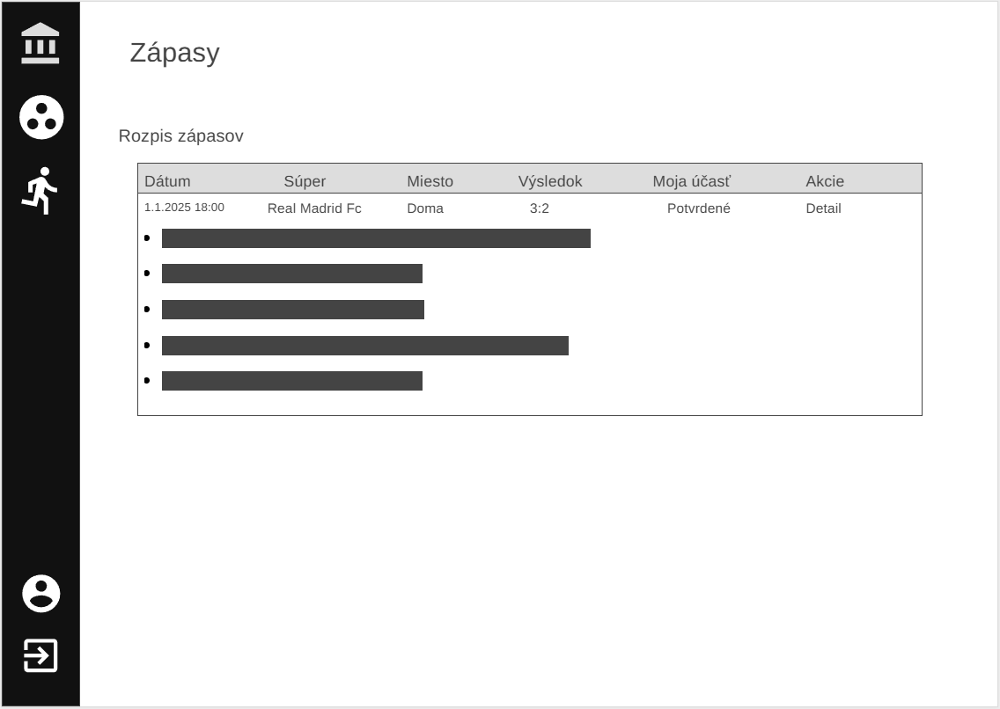 Zápasy
Rozpis zápasov
Dátum Súper Miesto Výsledok Moja účasť Akcie
1.1.2025 18:00 Real Madrid Fc Doma 3:2 Potvrdené Detail